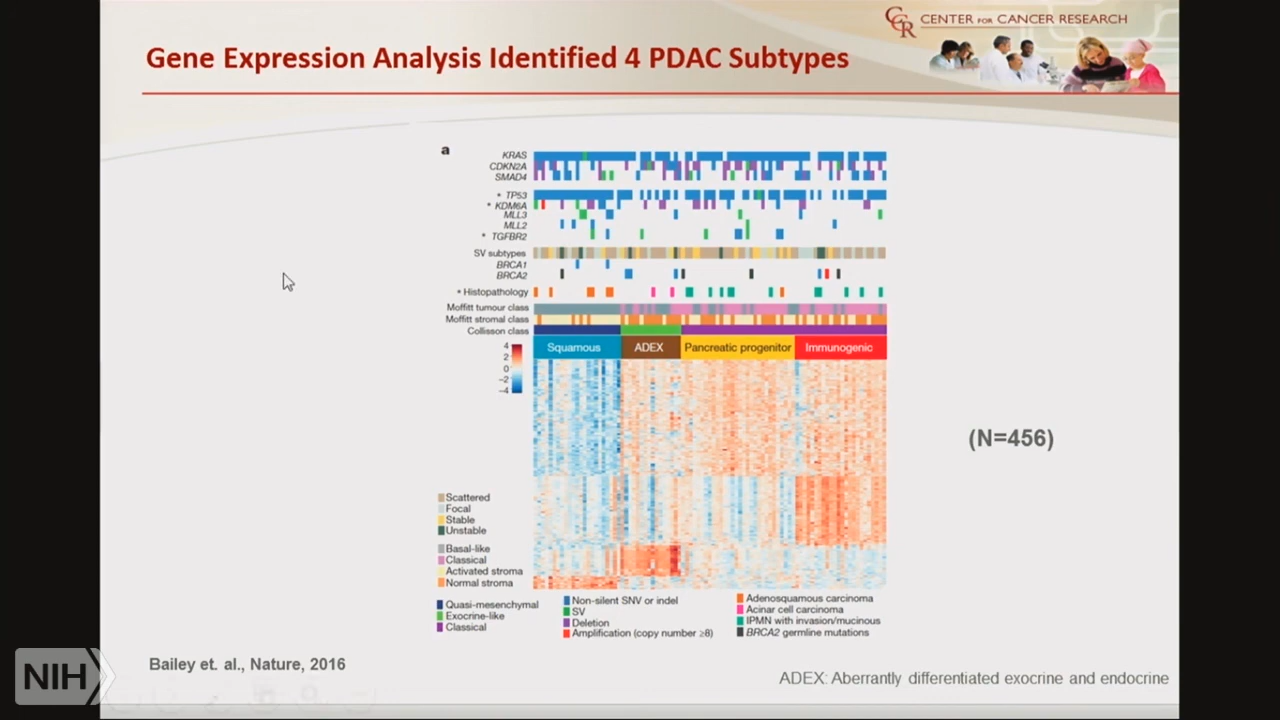 CCR CENTER FOR CANCER RESEARCH
Gene Expression Analysis Identified 4 PDAC Subtypes
a
KRAS
CDKN2A
SMAD4
* TP53
* KDM6A
MLL3
MLL2
* TGFBR2
SV subtypes
BRCA1
BRCA2
* Histopathology
Moffitt tumour class
Moffitt stromal class
Collisson class
Squamous ADEX Pancreatic progenitor Immunogenic
4
2
0
−2
−4
(N=456)
Scattered
Focal
Stable
Unstable
Basal-like
Classical
Activated stroma
Normal stroma
Quasi-mesenchymal
Exocrine-like
Classical
Non-silent SNV or indel
SV
Deletion
Amplification (copy number ≥8)
Adenosquamous carcinoma
Acinar cell carcinoma
IPMN with invasion/mucinous
BRCA2 germline mutations
Bailey et. al., Nature, 2016
NIH
ADEX: Aberrantly differentiated exocrine and endocrine